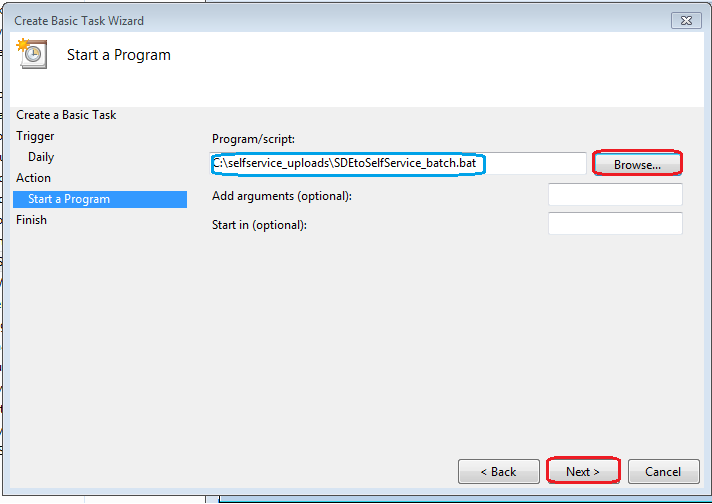 Create Basic Task Wizard
Start a Program
Create a Basic Task
Trigger
Daily
Action
Start a Program
Finish
Program/script:
C:\selfservice_uploads\SDEtoSelfService_batch.bat
Browse...
Add arguments (optional):
Start in (optional):
< Back
Next >
Cancel